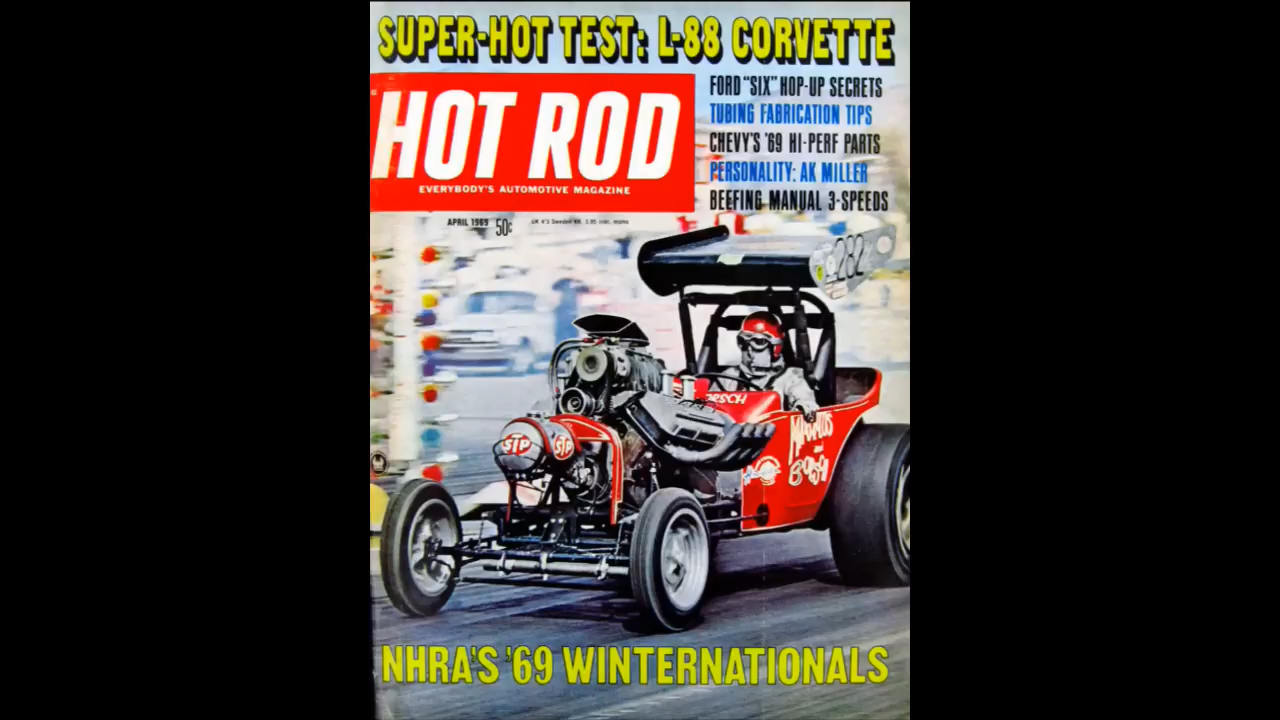 SUPER-HOT TEST: L-88 CORVETTE
HOT ROD
EVERYBODY'S AUTOMOTIVE MAGAZINE
FORD "SIX" HOP-UP SECRETS
TUBING FABRICATION TIPS
CHEVY'S '69 HI-PERF PARTS
PERSONALITY: AK MILLER
BEEFING MANUAL 3-SPEEDS
APRIL 1969 50¢
282
STP
STP
and
NHRA'S '69 WINTERNATIONALS